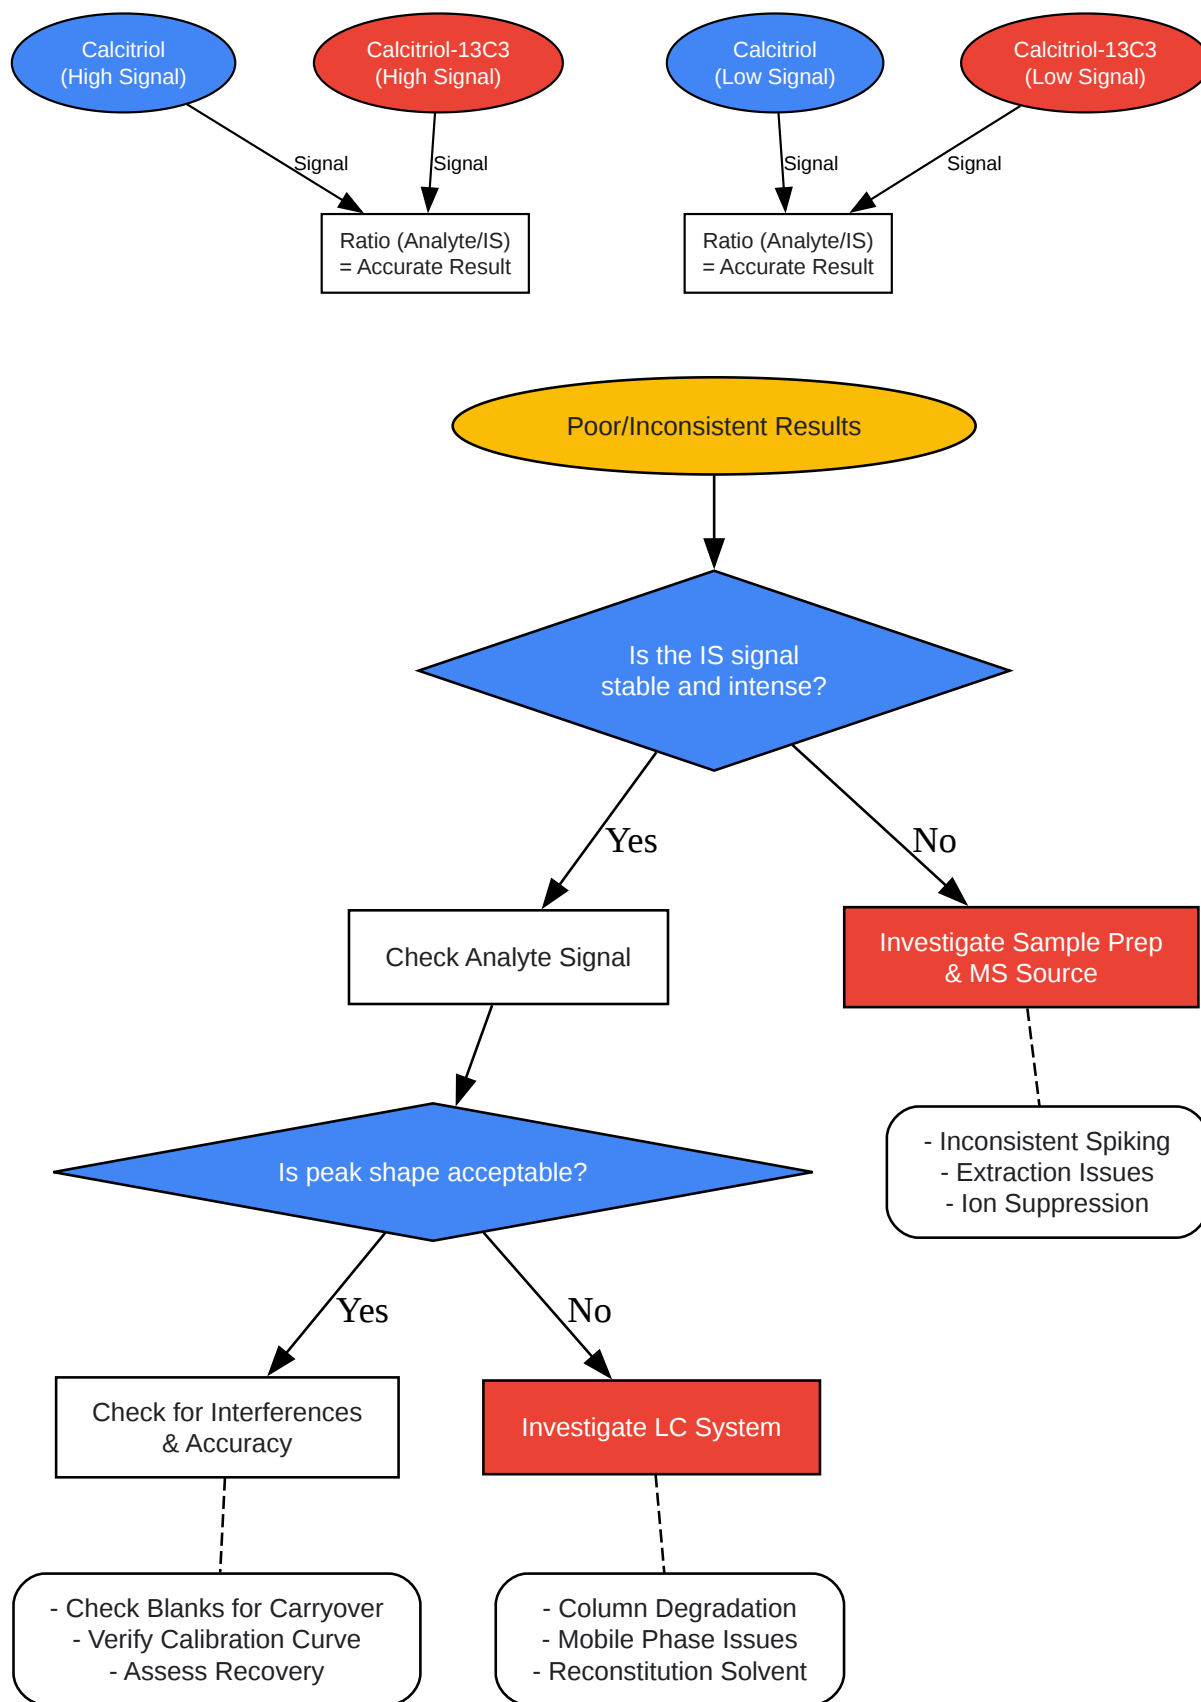 Calcitriol
(High Signal)
Calcitriol-13C3
(High Signal)
Calcitriol
(Low Signal)
Calcitriol-13C3
(Low Signal)
Signal
Signal
Signal
Signal
Ratio (Analyte/IS)
= Accurate Result
Ratio (Analyte/IS)
= Accurate Result
Poor/Inconsistent Results
Is the IS signal
stable and intense?
Yes
No
Check Analyte Signal
Investigate Sample Prep
& MS Source
- Inconsistent Spiking
- Extraction Issues
- Ion Suppression
Is peak shape acceptable?
Yes
No
Check for Interferences
& Accuracy
Investigate LC System
- Check Blanks for Carryover
- Verify Calibration Curve
- Assess Recovery
- Column Degradation
- Mobile Phase Issues
- Reconstitution Solvent